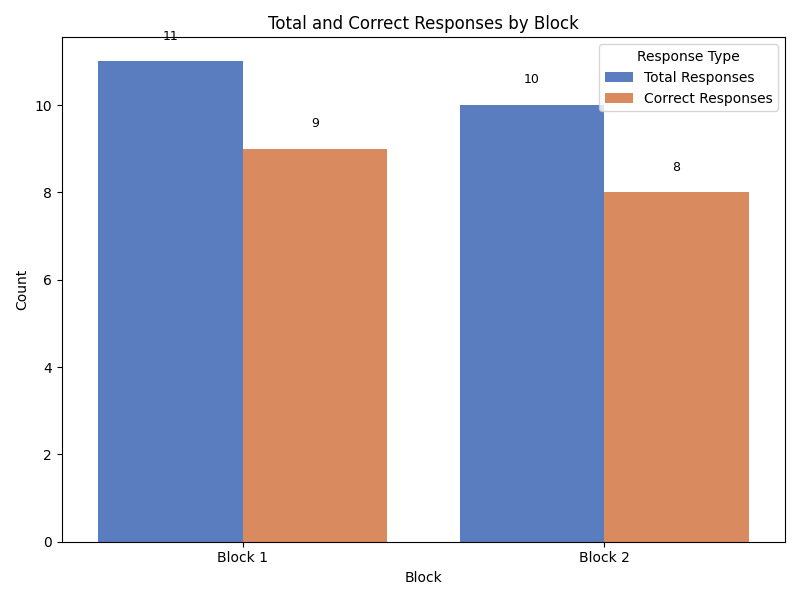 Total and Correct Responses by Block
11
9
10
8
Response Type
Total Responses
Correct Responses
10
8
6
4
2
0
Count
Block 1
Block 2
Block